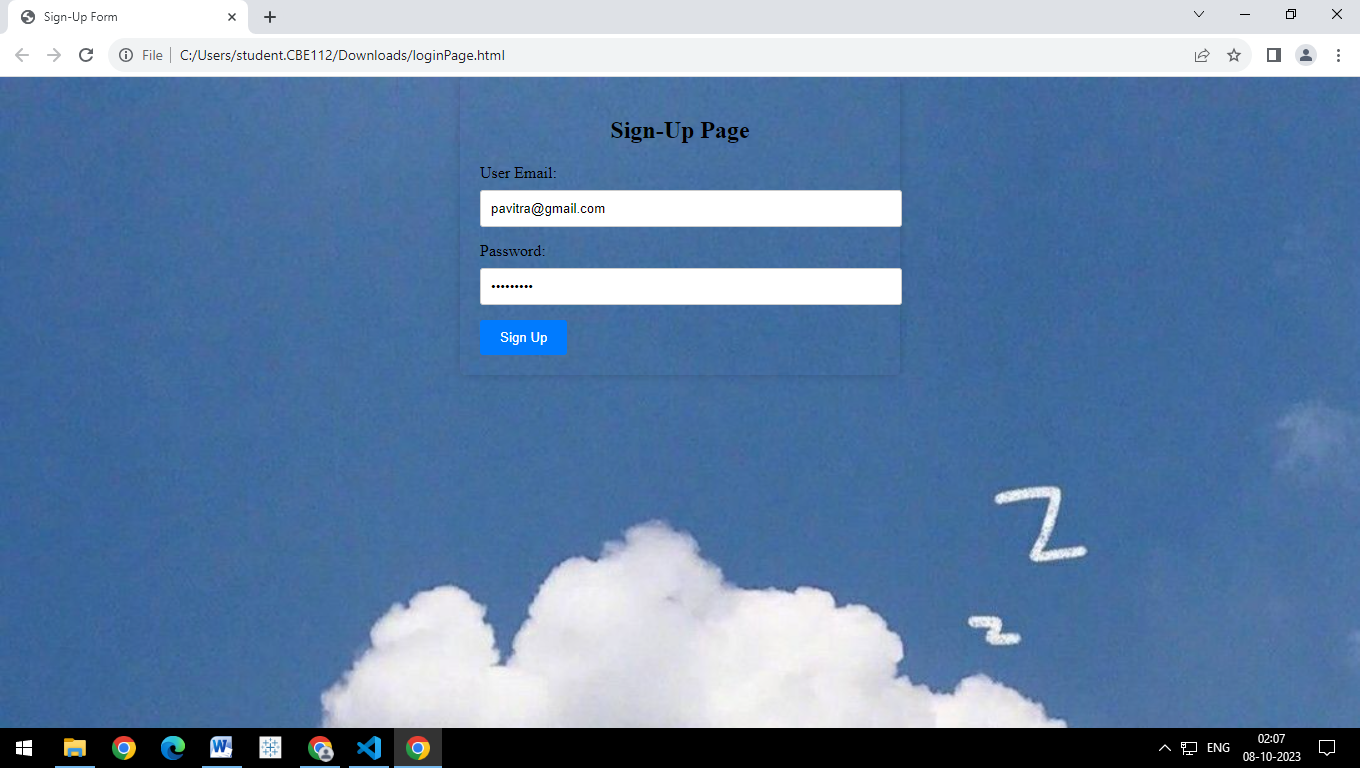 Sign-Up Form
File
C:/Users/student.CBE112/Downloads/loginPage.html
Sign-Up Page
User Email:
pavitra@gmail.com
Password:
•••••••••
Sign Up
Z
z
ENG
02:07
08-10-2023